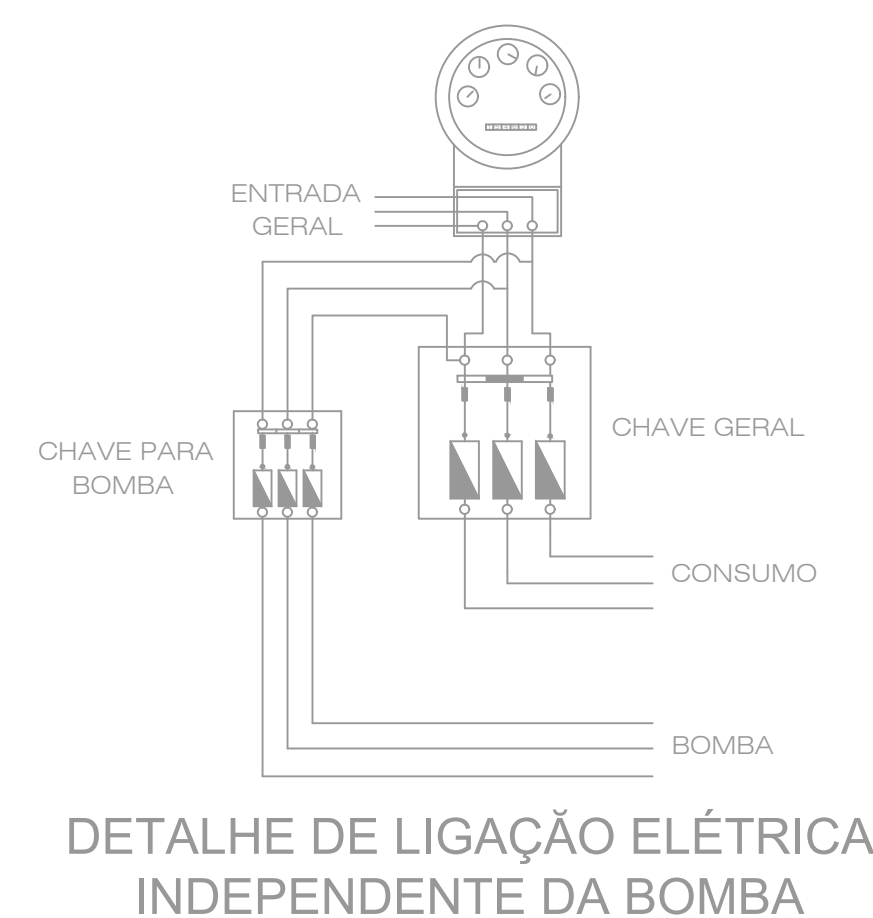 ENTRADA
GERAL
CHAVE GERAL
CHAVE PARA
BOMBA
CONSUMO
BOMBA
DETALHE DE LIGAÇÃO ELÉTRICA
INDEPENDENTE DA BOMBA